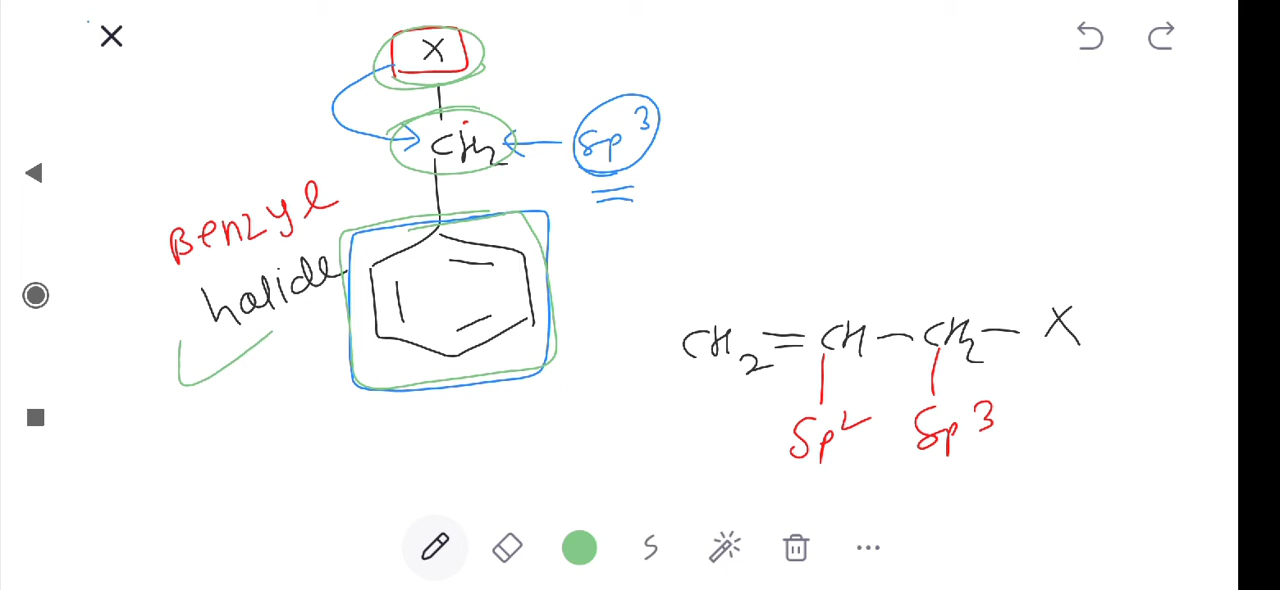 X
CH2
Sp3
Benzyl
halide
CH2=CH-CH2-X
Sp2 Sp3